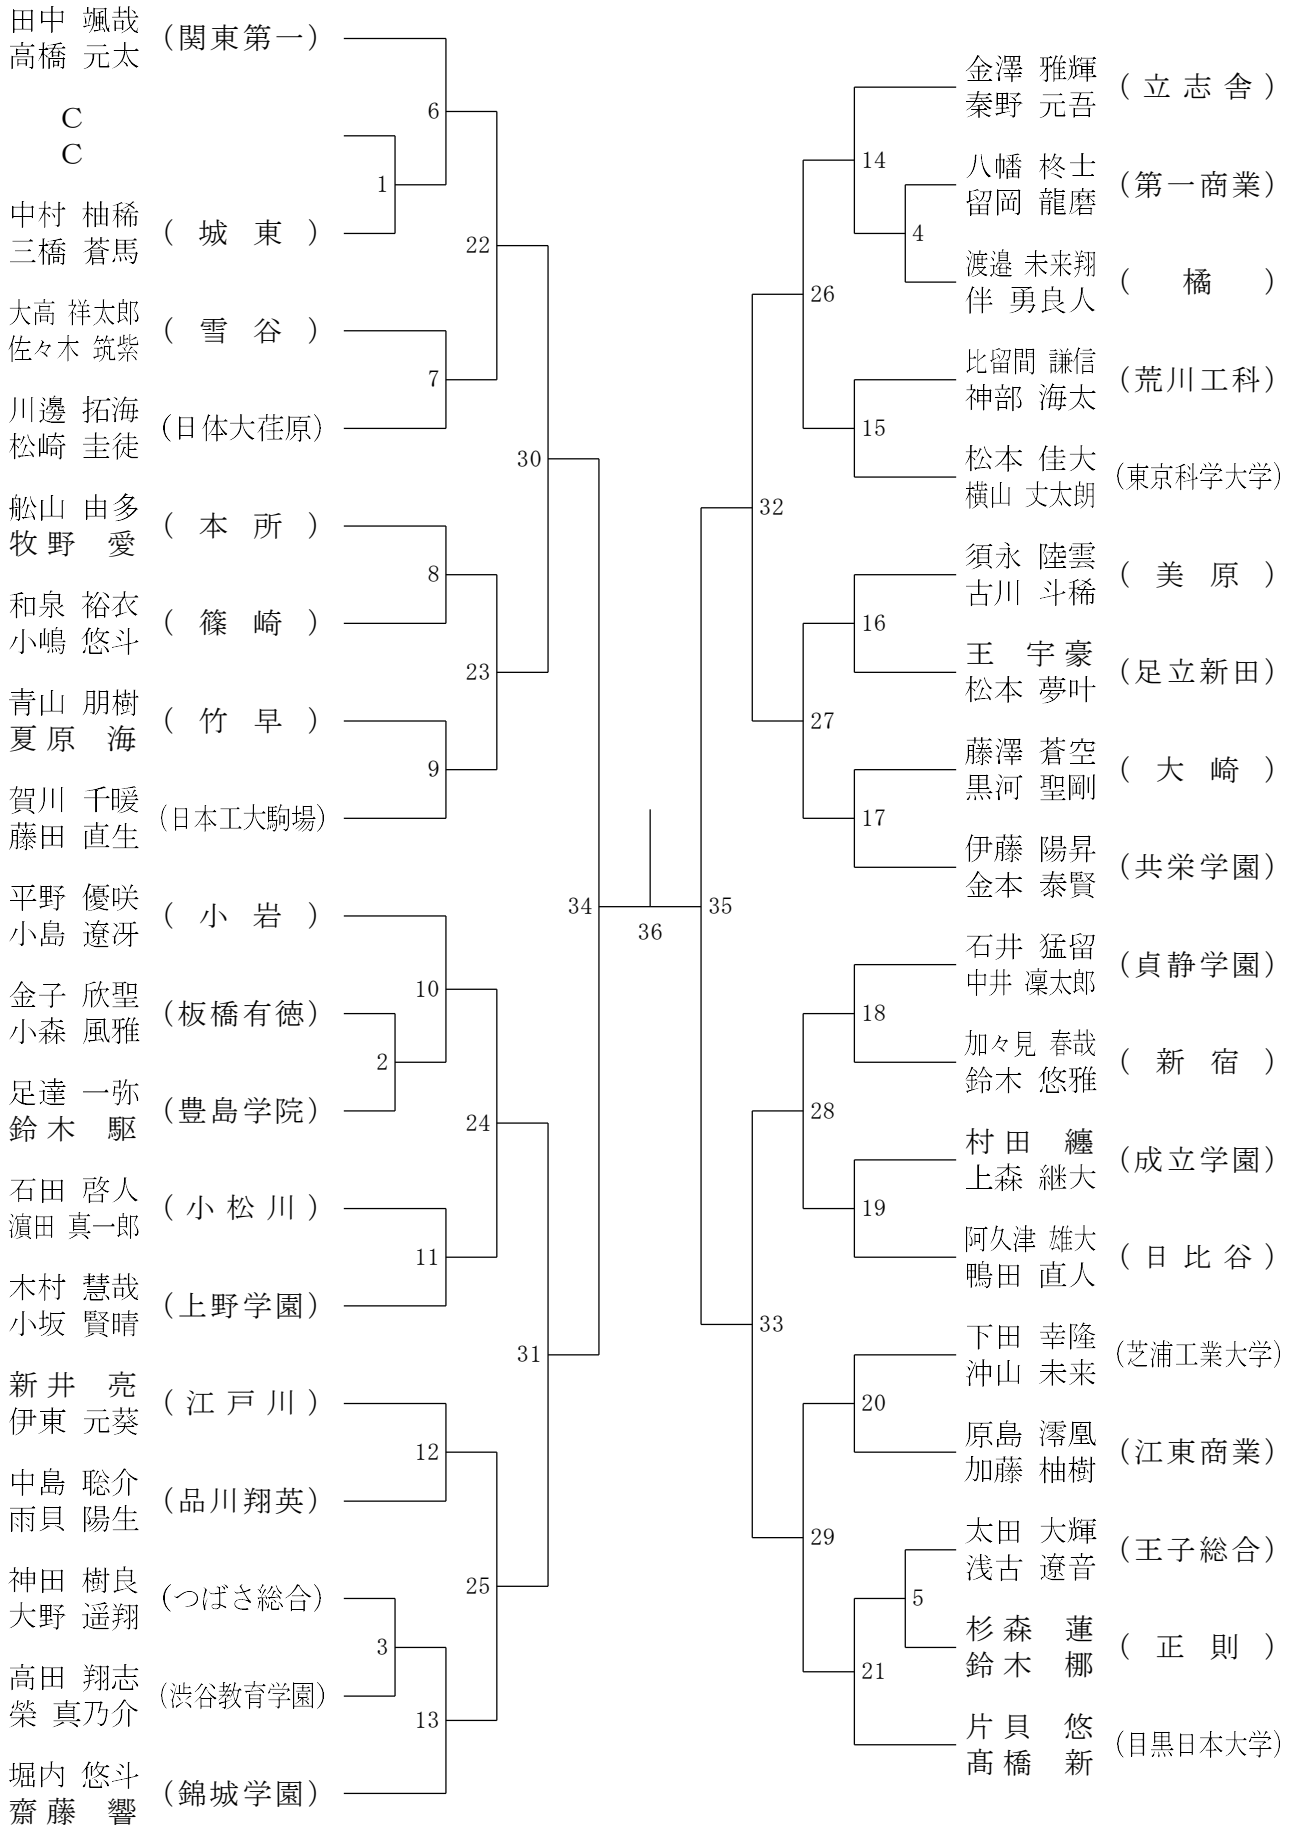 田中 颯哉
高橋 元太
(関東第一)
C
C
中村 柚稀
三橋 蒼馬
(城東)
大高 祥太郎
佐々木 筑紫
(雪谷)
川邊 拓海
松崎 圭徒
(日体大荏原)
舩山 由多
牧野 愛
(本所)
和泉 裕衣
小嶋 悠斗
(篠崎)
青山 朋樹
夏原 海
(竹早)
賀川 千暖
藤田 直生
(日本工大駒場)
平野 優咲
小島 遼冴
(小岩)
金子 欣聖
小森 風雅
(板橋有徳)
足達 一弥
鈴木 駆
(豊島学院)
石田 啓人
濵田 真一郎
(小松川)
木村 慧哉
小坂 賢晴
(上野学園)
新井 亮
伊東 元葵
(江戸川)
中島 聡介
雨貝 陽生
(品川翔英)
神田 樹良
大野 遥翔
(つばさ総合)
高田 翔志
榮 真乃介
(渋谷教育学園)
堀内 悠斗
齋藤 響
(錦城学園)
1
2
3
6
7
8
9
10
11
12
13
22
23
24
25
30
31
34
36
35
32
33
26
27
28
29
14
15
16
17
18
19
20
21
4
5
金澤 雅輝
秦野 元吾
(立志舎)
八幡 柊士
留岡 龍磨
(第一商業)
渡邉 未来翔
伴 勇良人
(橘)
比留間 謙信
神部 海太
(荒川工科)
松本 佳大
横山 丈太朗
(東京科学大学)
須永 陸雲
古川 斗稀
(美原)
王 宇豪
松本 夢叶
(足立新田)
藤澤 蒼空
黒河 聖剛
(大崎)
伊藤 陽昇
金本 泰賢
(共栄学園)
石井 猛留
中井 凜太郎
(貞静学園)
加々見 春哉
鈴木 悠雅
(新宿)
村田 纏
上森 継大
(成立学園)
阿久津 雄大
鴨田 直人
(日比谷)
下田 幸隆
沖山 未来
(芝浦工業大学)
原島 澪凰
加藤 柚樹
(江東商業)
太田 大輝
浅古 遼音
(王子総合)
杉森 蓮
鈴木 梛
(正則)
片貝 悠
髙橋 新
(目黒日本大学)